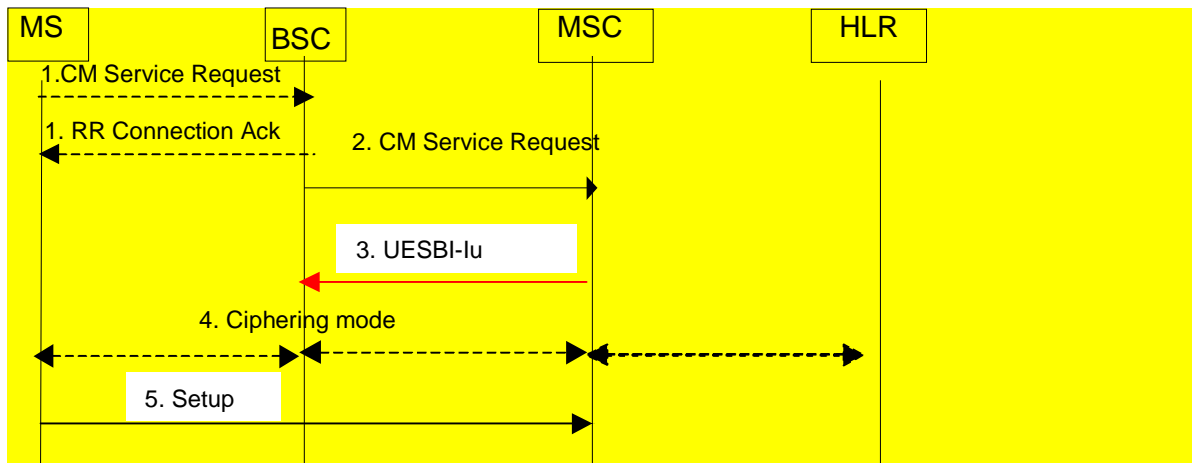 MS
BSC
MSC
HLR
1.CM Service Request
1. RR Connection Ack
2. CM Service Request
3. UESBI-Iu
4. Ciphering mode
5. Setup